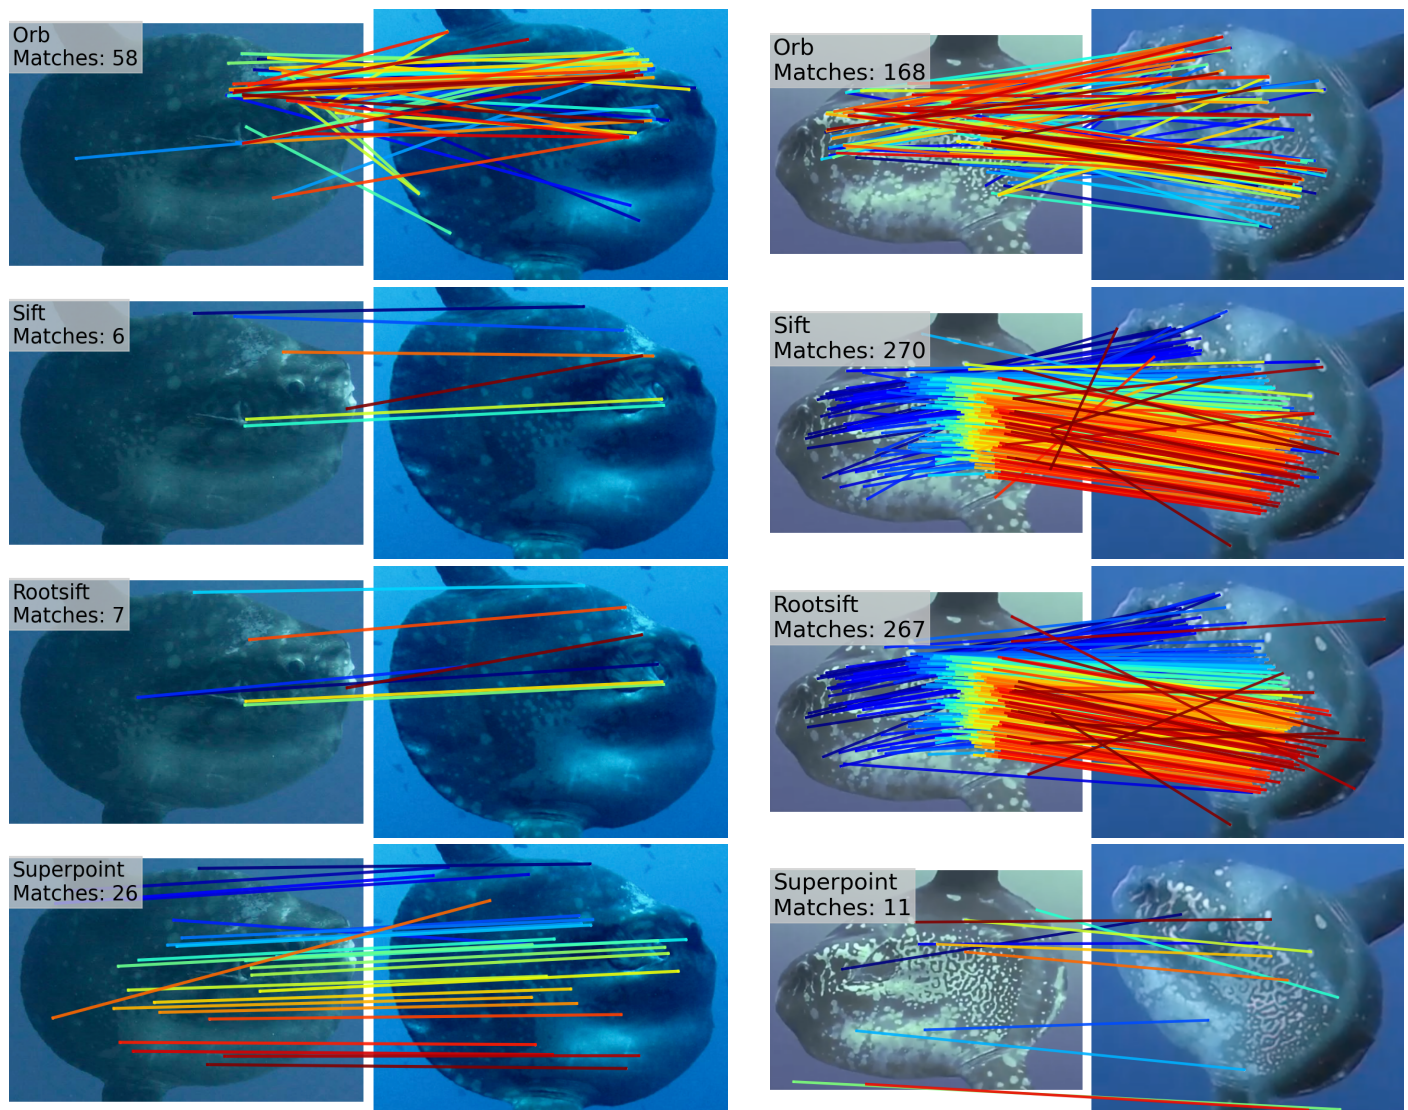 Orb
Matches: 58
Orb
Matches: 168
Sift
Matches: 6
Sift
Matches: 270
Rootsift
Matches: 7
Rootsift
Matches: 267
Superpoint
Matches: 26
Superpoint
Matches: 11